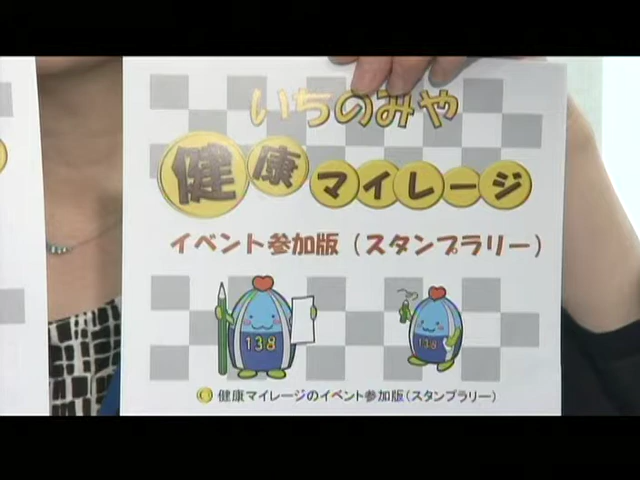 いちのみや
健康マイレージ
イベント参加版(スタンプラリー)
138
138
健康マイレージのイベント参加版(スタンプラリー)